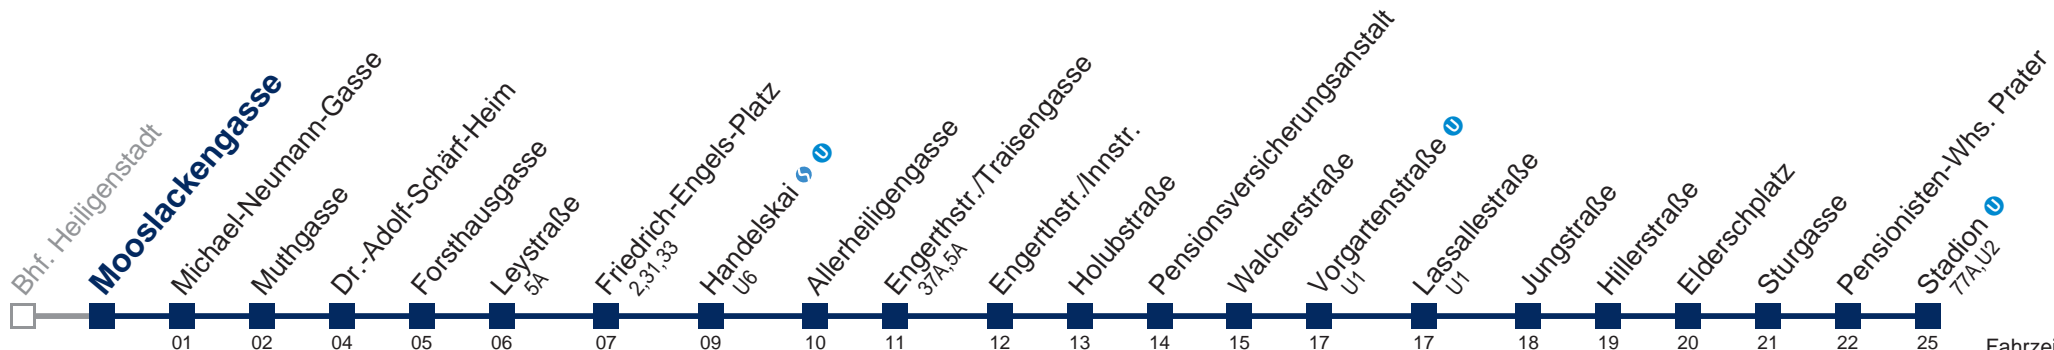 Bhf. Heiligenstadt
Mooslackengasse
Michael-Neumann-Gasse
Muthgasse
Dr.-Adolf-Schärf-Heim
Forsthausgasse
Leystraße
5A
Friedrich-Engels-Platz
2,31,33
Handelskai S U
U6
Allerheiligengasse
Engerthstr./Traisengasse
37A,5A
Engerthstr./Innstr.
Holubstraße
Pensionsversicherungsanstalt
Walcherstraße
Vorgartenstraße U
U1
Lassallestraße
U1
Jungstraße
Hillerstraße
Elderschplatz
Sturgasse
Pensionisten-Whs. Prater
Stadion U
77A,U2
01 02 04 05 06 07 09 10 11 12 13 14 15 17 17 18 19 20 21 22 25
Fahrzei